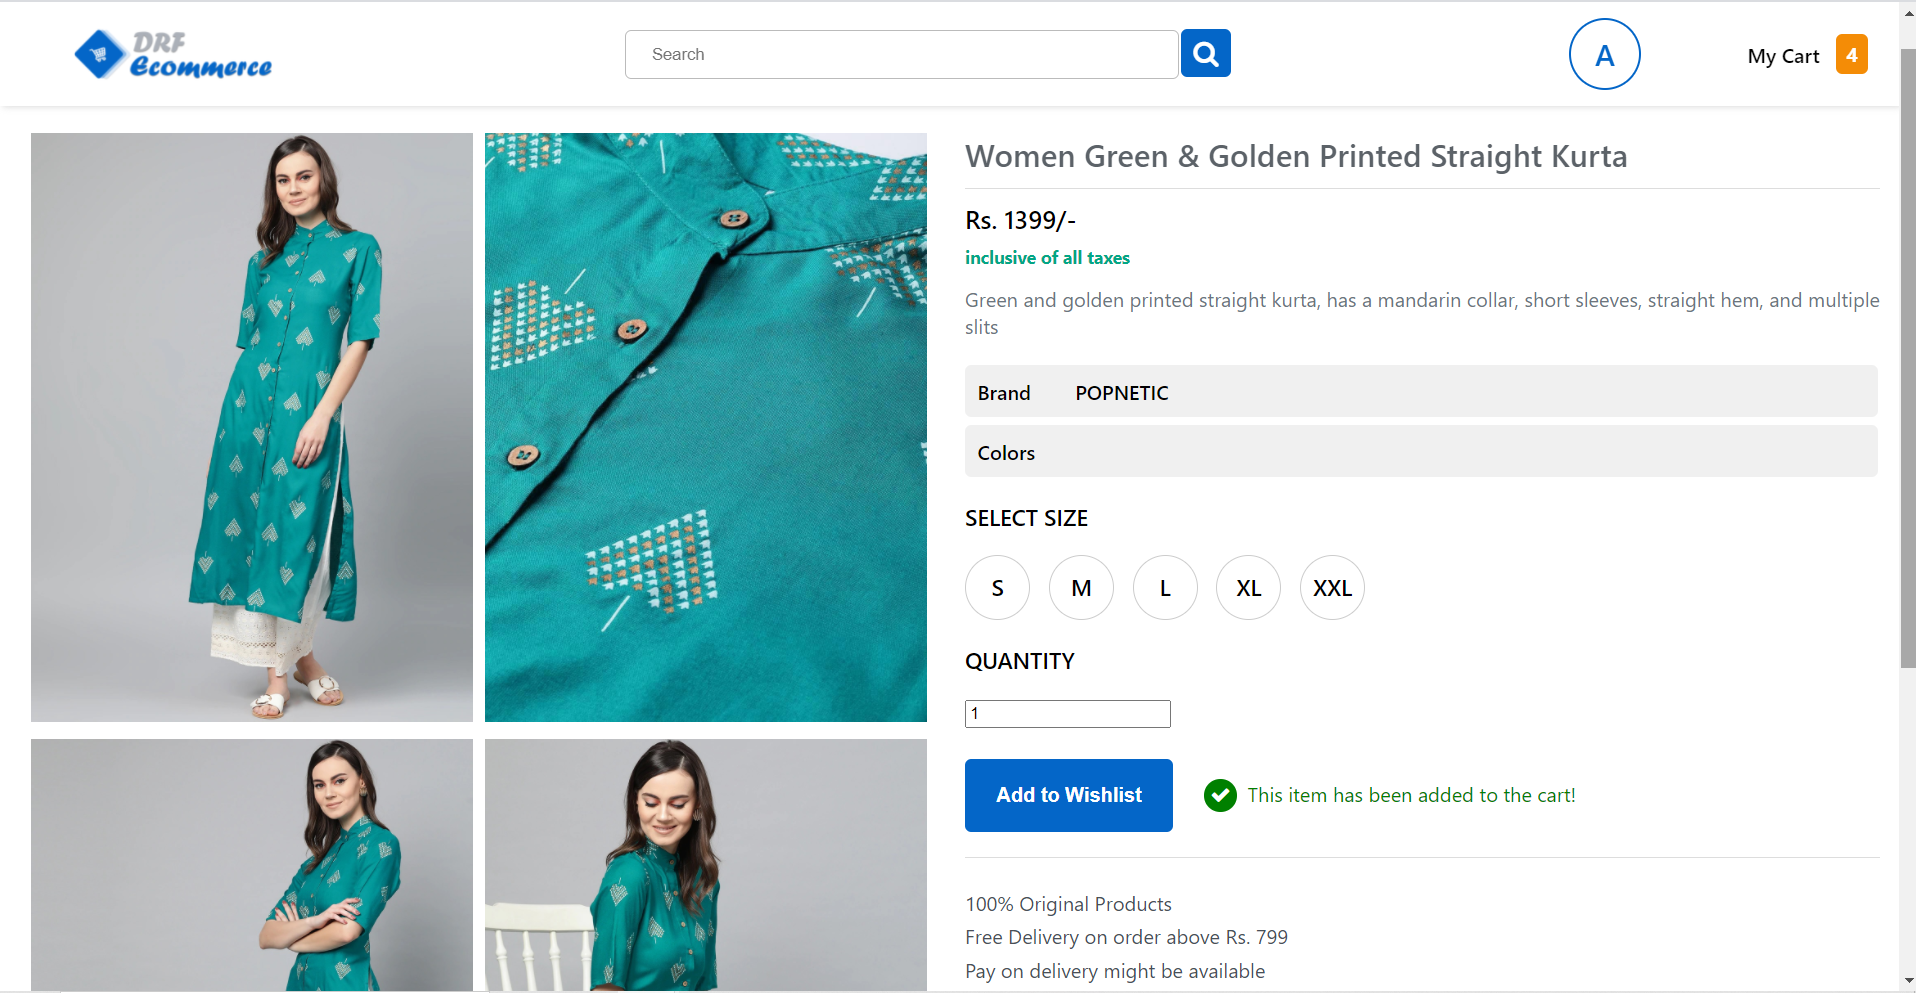 DRF
Ecommerce
Search
A
My Cart 4
Women Green & Golden Printed Straight Kurta
Rs. 1399/-
inclusive of all taxes
Green and golden printed straight kurta, has a mandarin collar, short sleeves, straight hem, and multiple
slits
Brand POPNETIC
Colors
SELECT SIZE
S M L XL XXL
QUANTITY
1
Add to Wishlist This item has been added to the cart!
100% Original Products
Free Delivery on order above Rs. 799
Pay on delivery might be available